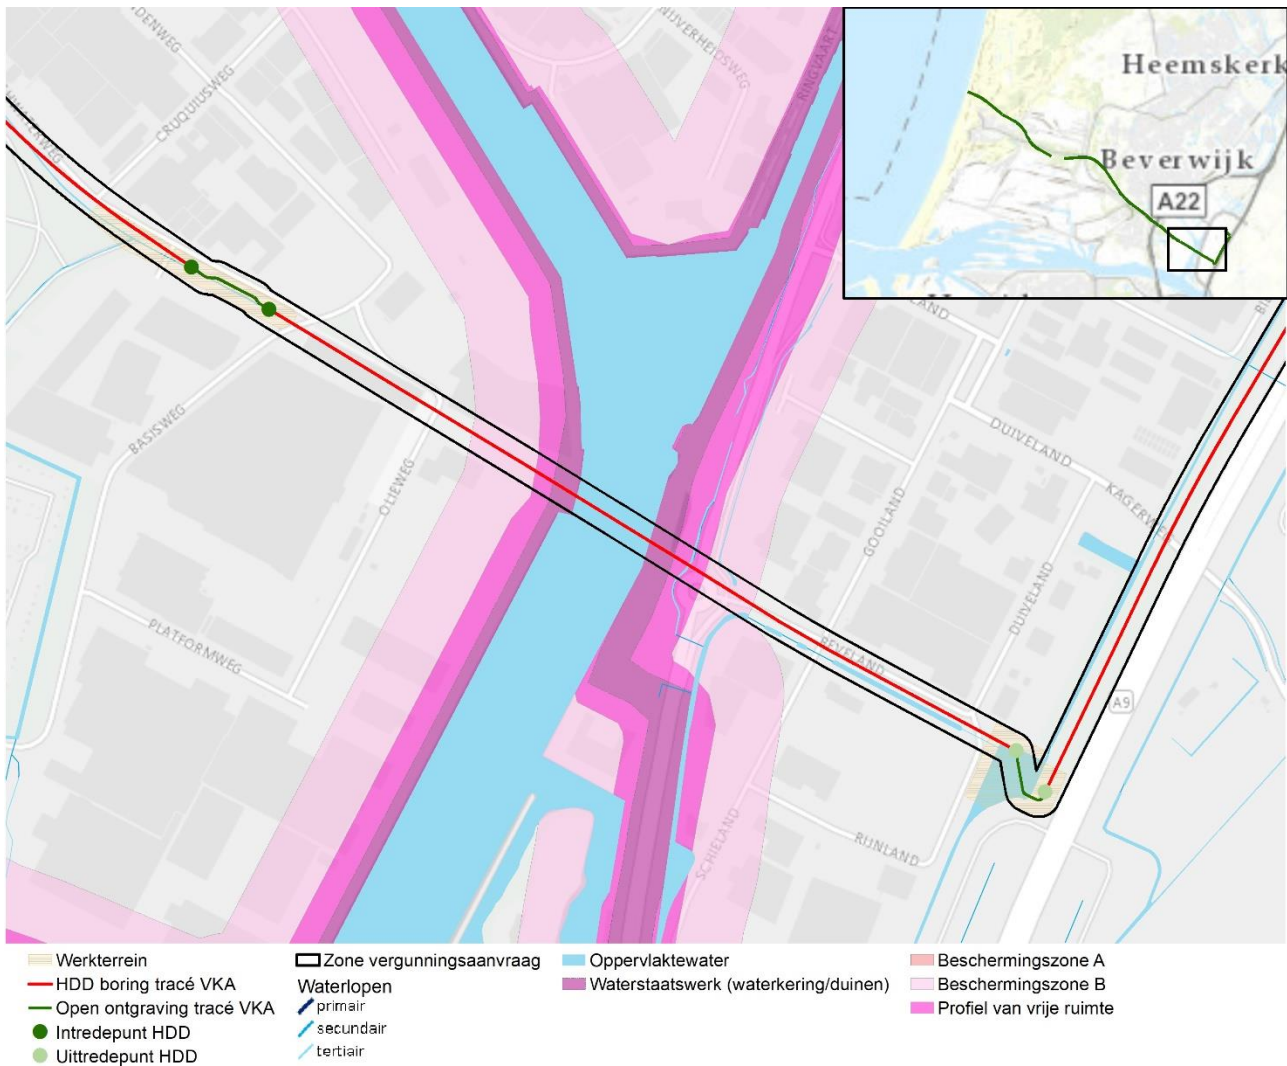 CRUQUIUSWEG
RINGVAART
Heemskerk
Beverwijk
A22
BASISWEG
OLIEWEG
PLATFORMWEG
DUIVELAND
KAGERWEG
GOOILAND
DUIVELAND
BEVELAND
A9
RIJNLAND
SCHIELAND
Werkterrein
HDD boring tracé VKA
Open ontgraving tracé VKA
Intredepunt HDD
Uittredepunt HDD
Zone vergunningsaanvraag
Waterlopen
primair
secundair
tertiair
Oppervlaktewater
Waterstaatswerk (waterkering/duinen)
Beschermingszone A
Beschermingszone B
Profiel van vrije ruimte